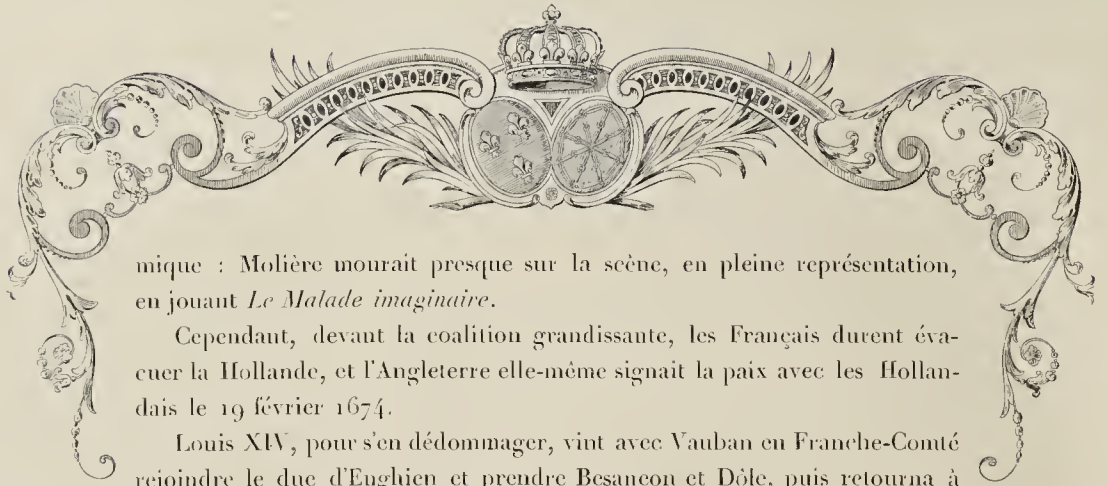 mique : Molière mourait presque sur la scène, en pleine représentation,
en jouant Le Malade imaginaire.
Cependant, devant la coalition grandissante, les Français durent éva-
cuer la Hollande, et l'Angleterre elle-même signait la paix avec les Hollan-
dais le 19 février 1674.
Louis XIV, pour s'en dédommager, vint avec Vauban en Franche-Comté
rejoindre le duc d'Enghien et prendre Besançon et Dôle, puis retourna à